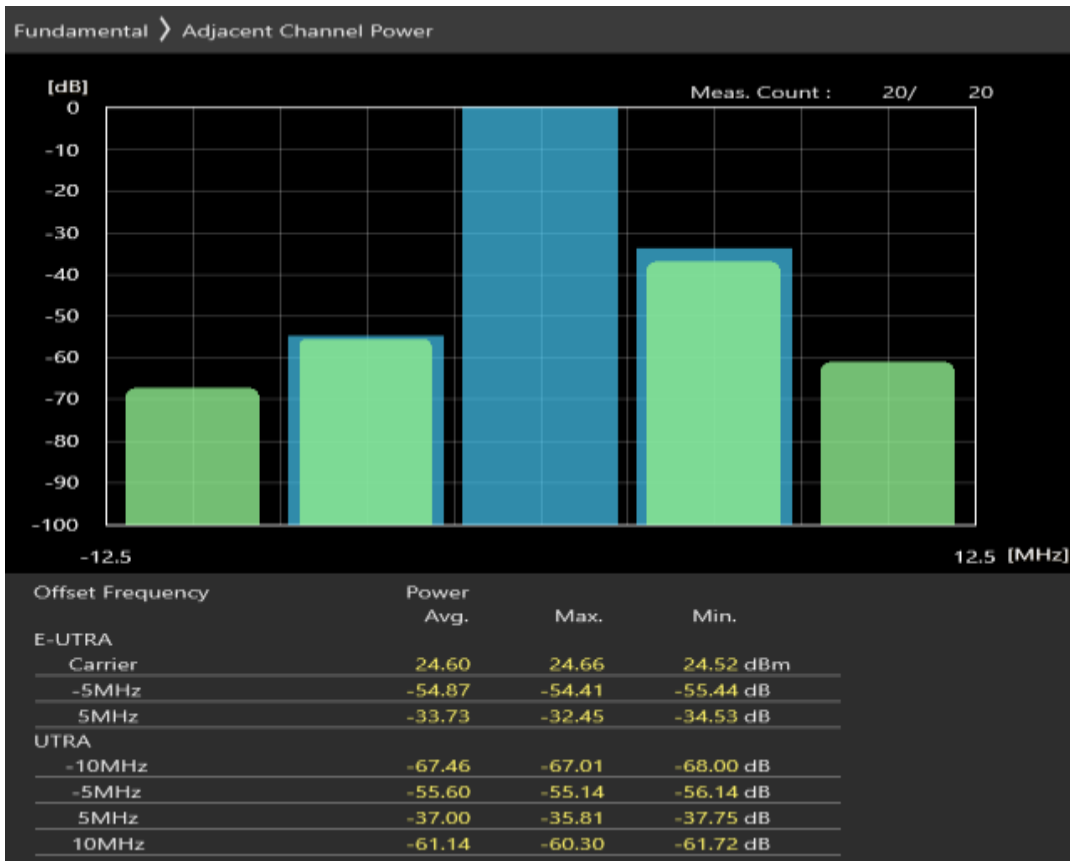 Fundamental 〉 Adjacent Channel Power
[dB]
Meas. Count : 20/ 20
0
-10
-20
-30
-40
-50
-60
-70
-80
-90
-100
-12.5 12.5 [MHz]
Offset Frequency Power
Avg. Max. Min.
E-UTRA
Carrier 24.60 24.66 24.52 dBm
-5MHz -54.87 -54.41 -55.44 dB
5MHz -33.73 -32.45 -34.53 dB
UTRA
-10MHz -67.46 -67.01 -68.00 dB
-5MHz -55.60 -55.14 -56.14 dB
5MHz -37.00 -35.81 -37.75 dB
10MHz -61.14 -60.30 -61.72 dB